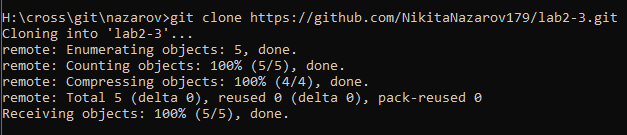 H:\cross\git\nazarov>git clone https://github.com/NikitaNazarov179/lab2-3.git
Cloning into 'lab2-3'...
remote: Enumerating objects: 5, done.
remote: Counting objects: 100% (5/5), done.
remote: Compressing objects: 100% (4/4), done.
remote: Total 5 (delta 0), reused 0 (delta 0), pack-reused 0
Receiving objects: 100% (5/5), done.